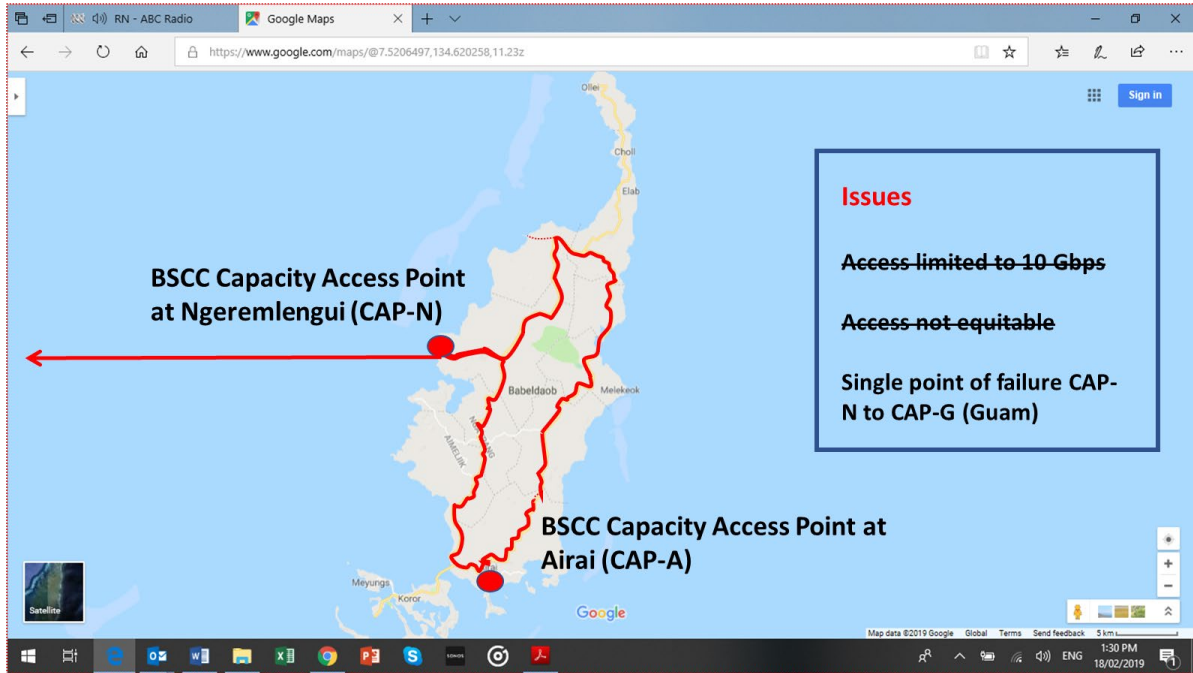 RN - ABC Radio
Google Maps
https://www.google.com/maps/@7.5206497,134.620258,11.23z
Sign in
Ollei
Choll
Elab
Issues
Access limited to 10 Gbps
Access not equitable
Single point of failure CAP-
N to CAP-G (Guam)
BSCC Capacity Access Point
at Ngeremlengui (CAP-N)
Babeldaob
Melekeok
AIMELIIK
BSCC Capacity Access Point at
Airai (CAP-A)
Meyungs
Koror
Satellite
Google
Map data ©2019 Google Global Terms Send feedback 5 km
SONOS
ENG
1:30 PM
18/02/2019
1